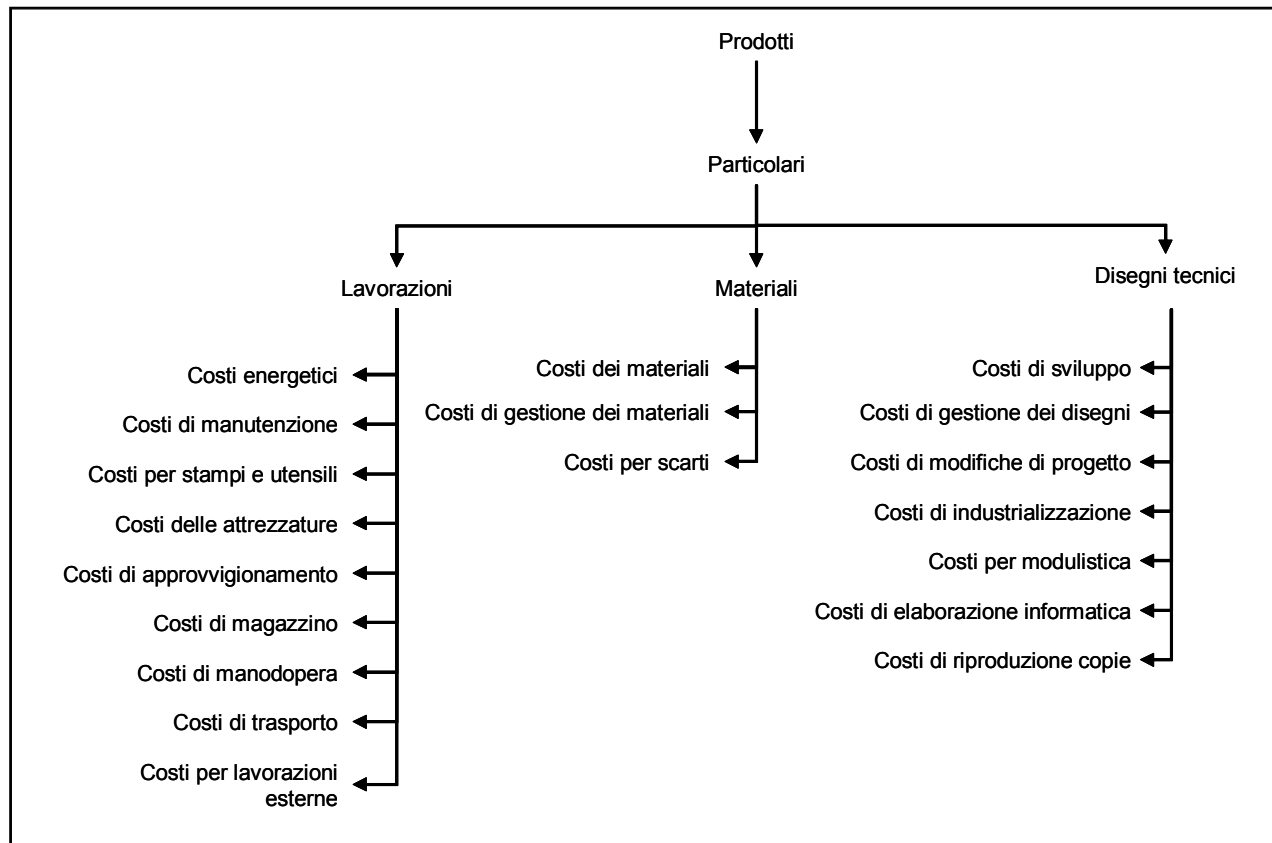 Prodotti
Particolari
Lavorazioni
Costi energetici
Costi di manutenzione
Costi per stampi e utensili
Costi delle attrezzature
Costi di approvvigionamento
Costi di magazzino
Costi di manodopera
Costi di trasporto
Costi per lavorazioni
esterne
Materiali
Costi dei materiali
Costi di gestione dei materiali
Costi per scarti
Disegni tecnici
Costi di sviluppo
Costi di gestione dei disegni
Costi di modifiche di progetto
Costi di industrializzazione
Costi per modulistica
Costi di elaborazione informatica
Costi di riproduzione copie